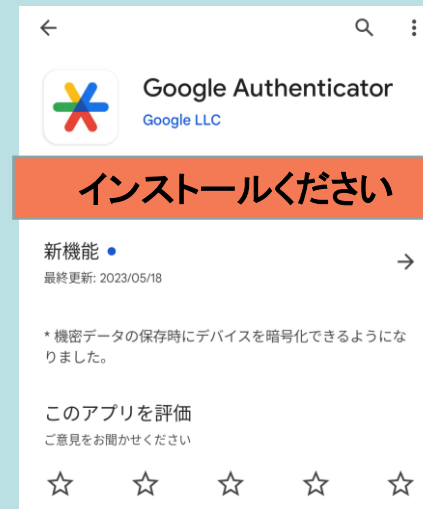 Google Authenticator
Google LLC
インストールください
新機能
最終更新: 2023/05/18
* 機密データの保存時にデバイスを暗号化できるようにな
りました。
このアプリを評価
ご意見をお聞かせください